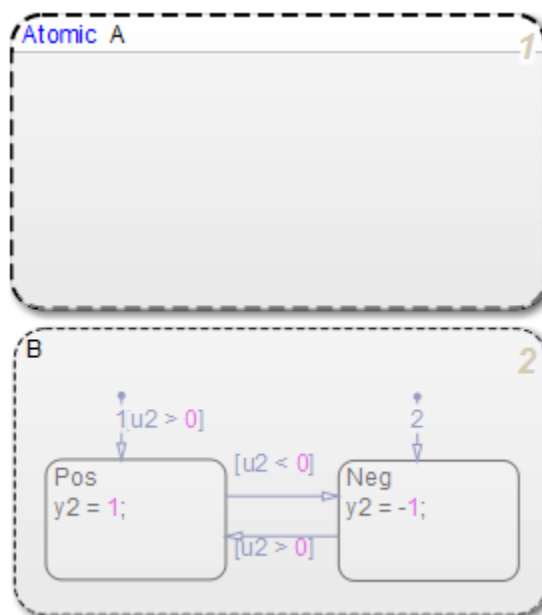 Atomic A
1
B
2
1[u2 > 0]
2
Pos
y2 = 1;
[u2 < 0]
[u2 > 0]
Neg
y2 = -1;